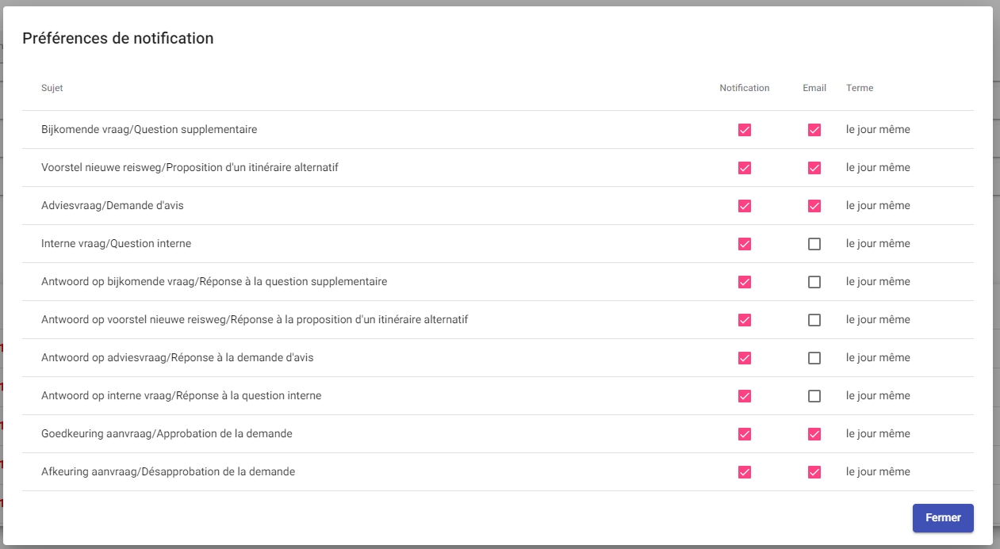 Préférences de notification
Sujet Notification Email Terme
Bijkomende vraag/Question supplementaire le jour même
Voorstel nieuwe reisweg/Proposition d'un itinéraire alternatif le jour même
Adviesvraag/Demande d'avis le jour même
Interne vraag/Question interne le jour même
Antwoord op bijkomende vraag/Réponse à la question supplementaire le jour même
Antwoord op voorstel nieuwe reisweg/Réponse à la proposition d'un itinéraire alternatif le jour même
Antwoord op adviesvraag/Réponse à la demande d'avis le jour même
Antwoord op interne vraag/Réponse à la question interne le jour même
Goedkeuring aanvraag/Approbation de la demande le jour même
Afkeuring aanvraag/Désapprobation de la demande le jour même
Fermer